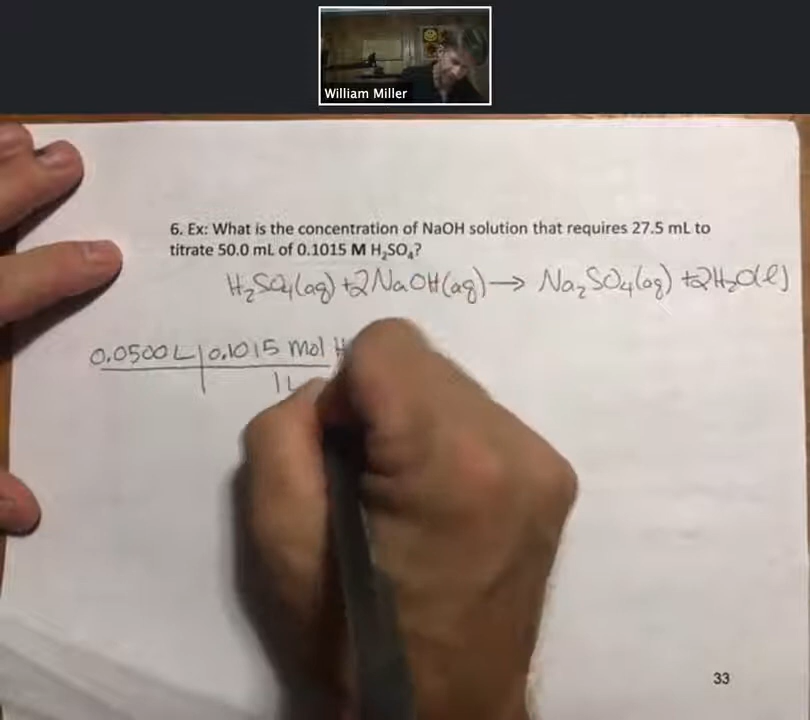 William Miller
6. Ex: What is the concentration of NaOH solution that requires 27.5 mL to
titrate 50.0 mL of 0.1015 M H₂SO₄?
H₂SO₄(aq) + 2NaOH(aq) → Na₂SO₄(aq) + 2H₂O(l)
0.0500 L | 0.1015 mol H
1 L
33